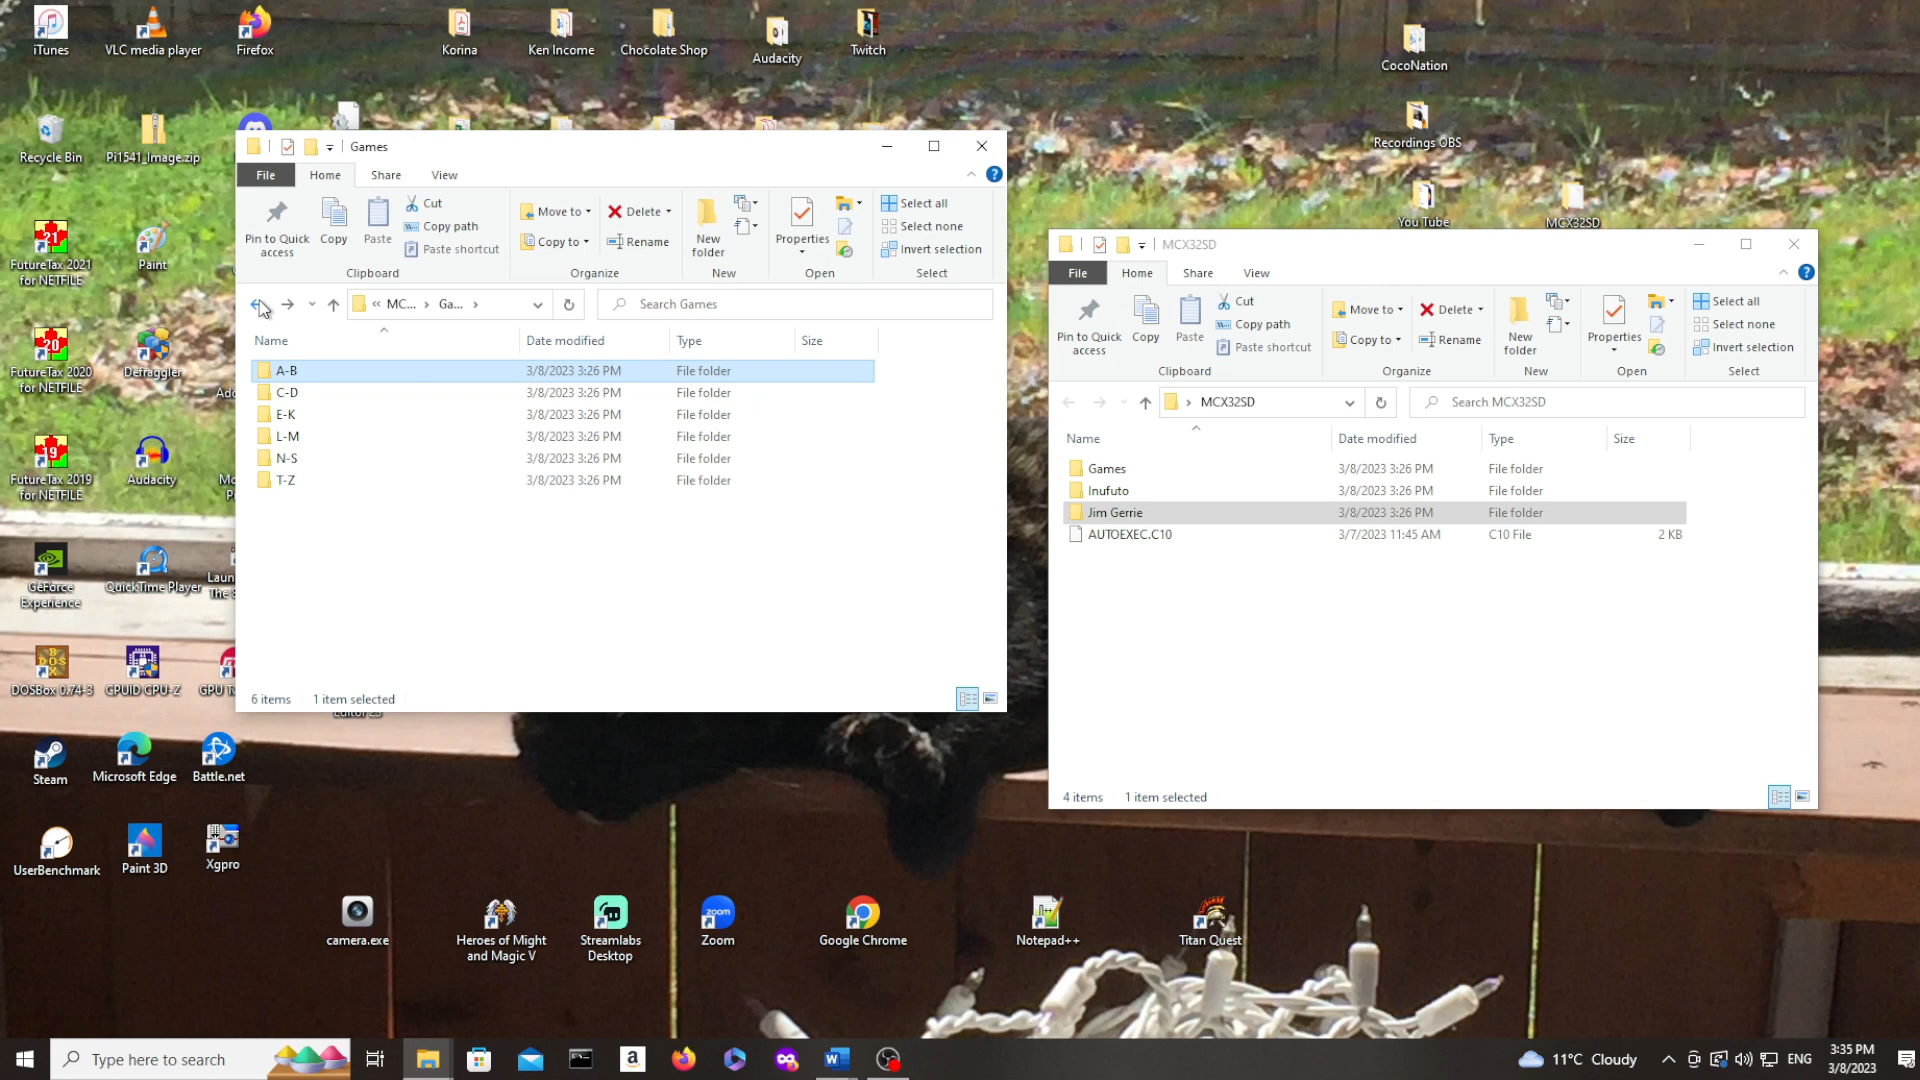 iTunes
VLC media player
Firefox
Korina
Ken Income
Chocolate Shop
Audacity
Twitch
CocoNation
Recycle Bin
Pi1541_Image.zip
Recordings OBS
You Tube
MCX32SD
FutureTax 2021
for NETFILE
Paint
FutureTax 2020
for NETFILE
Defraggler
FutureTax 2019
for NETFILE
Audacity
GeForce
Experience
QuickTime Player
DOSBox 0.74-3
CPUID CPU-Z
Steam
Microsoft Edge
Battle.net
UserBenchmark
Paint 3D
Xgpro
camera.exe
Heroes of Might
and Magic V
Streamlabs
Desktop
Zoom
Google Chrome
Notepad++
Titan Quest
Games
File
Home
Share
View
Pin to Quick
access
Copy
Paste
Cut
Copy path
Paste shortcut
Clipboard
Move to
Copy to
Delete
Rename
Organize
New
folder
New
Properties
Open
Select all
Select none
Invert selection
Select
« MC... › Ga... ›
Search Games
Name Date modified Type Size
A-B 3/8/2023 3:26 PM File folder
C-D 3/8/2023 3:26 PM File folder
E-K 3/8/2023 3:26 PM File folder
L-M 3/8/2023 3:26 PM File folder
N-S 3/8/2023 3:26 PM File folder
T-Z 3/8/2023 3:26 PM File folder
6 items 1 item selected
MCX32SD
File
Home
Share
View
Pin to Quick
access
Copy
Paste
Cut
Copy path
Paste shortcut
Clipboard
Move to
Copy to
Delete
Rename
Organize
New
folder
New
Properties
Open
Select all
Select none
Invert selection
Select
› MCX32SD
Search MCX32SD
Name Date modified Type Size
Games 3/8/2023 3:26 PM File folder
Inufuto 3/8/2023 3:26 PM File folder
Jim Gerrie 3/8/2023 3:26 PM File folder
AUTOEXEC.C10 3/7/2023 11:45 AM C10 File 2 KB
4 items 1 item selected
Type here to search
11°C Cloudy
ENG
3:35 PM
3/8/2023